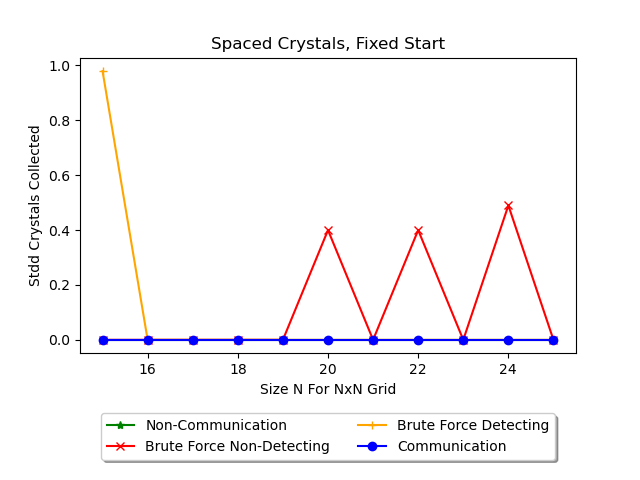 Spaced Crystals, Fixed Start
1.0
0.8
0.6
0.4
0.2
0.0
Stdd Crystals Collected
16 18 20 22 24
Size N For NxN Grid
Non-Communication Brute Force Detecting
Brute Force Non-Detecting Communication